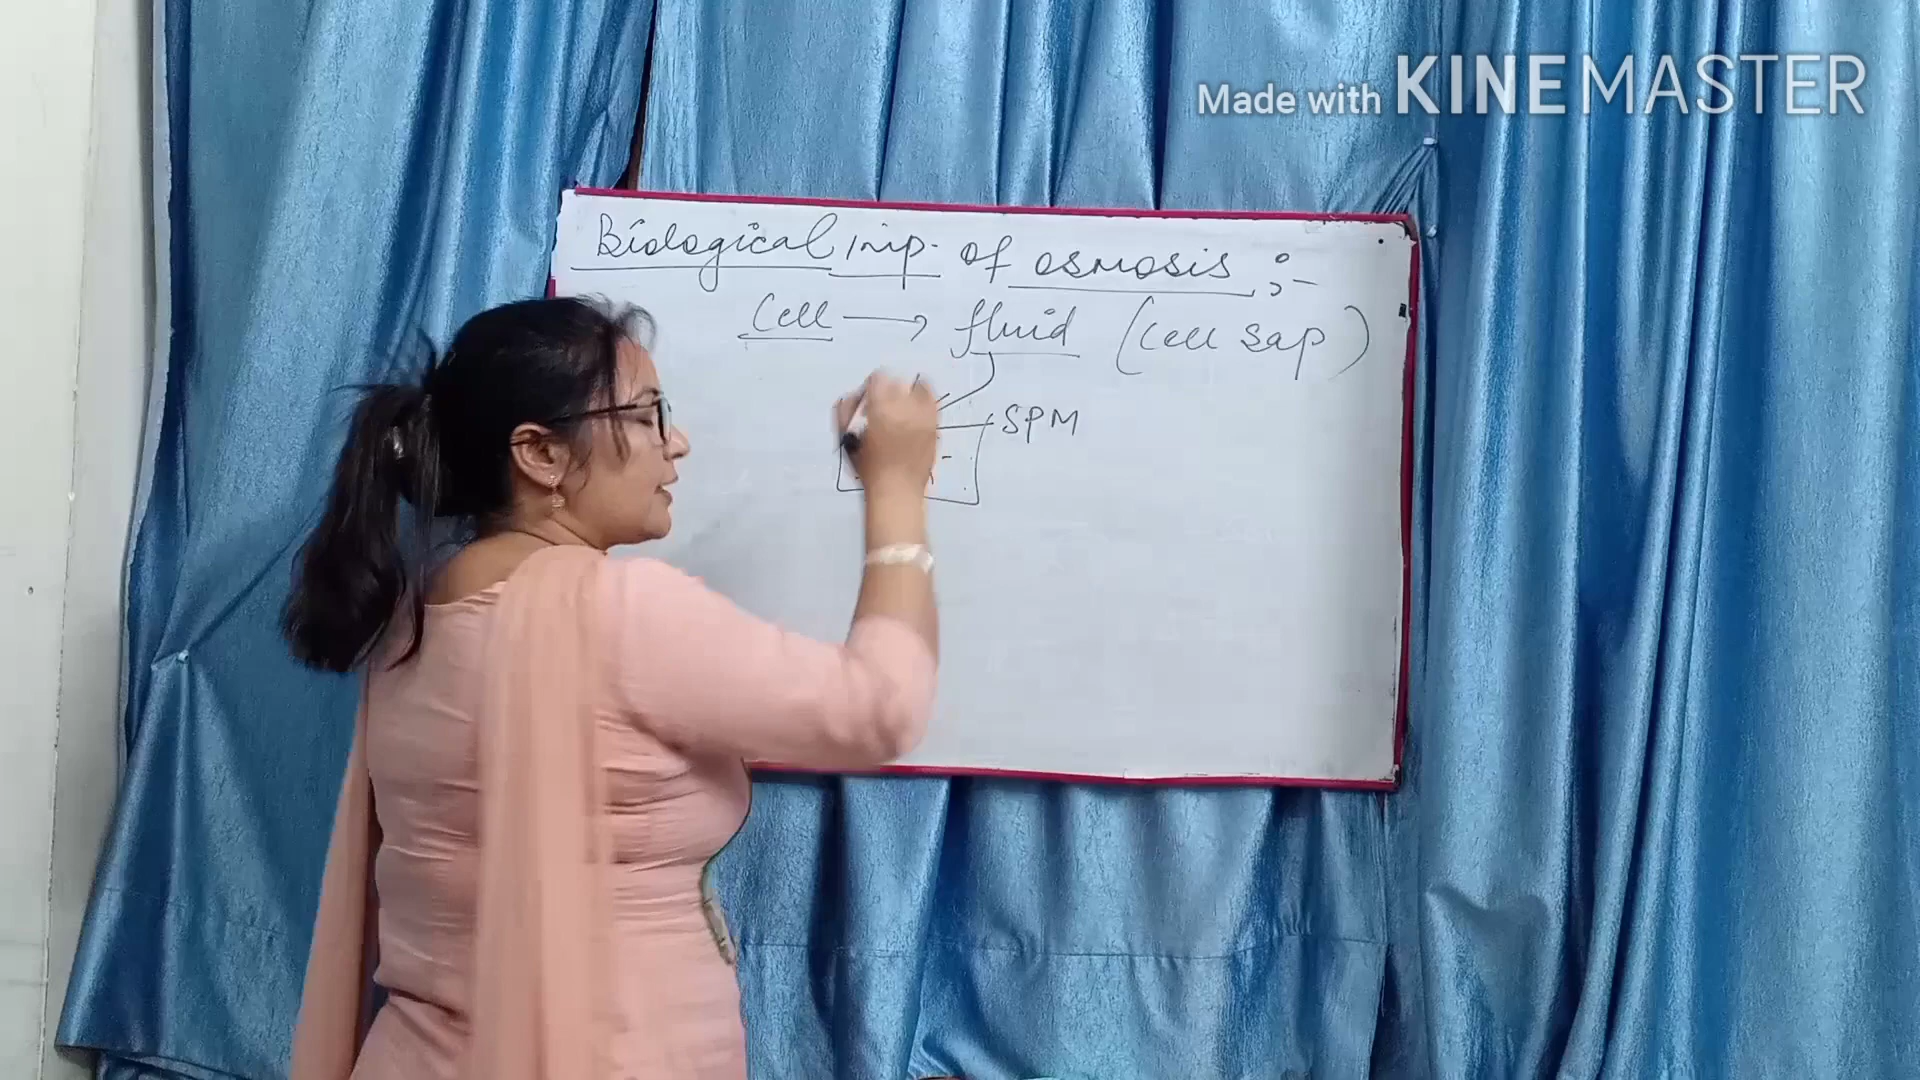 Made with KINEMASTER
Biological imp. of osmosis :-
Cell → fluid (Cell sap)
SPM